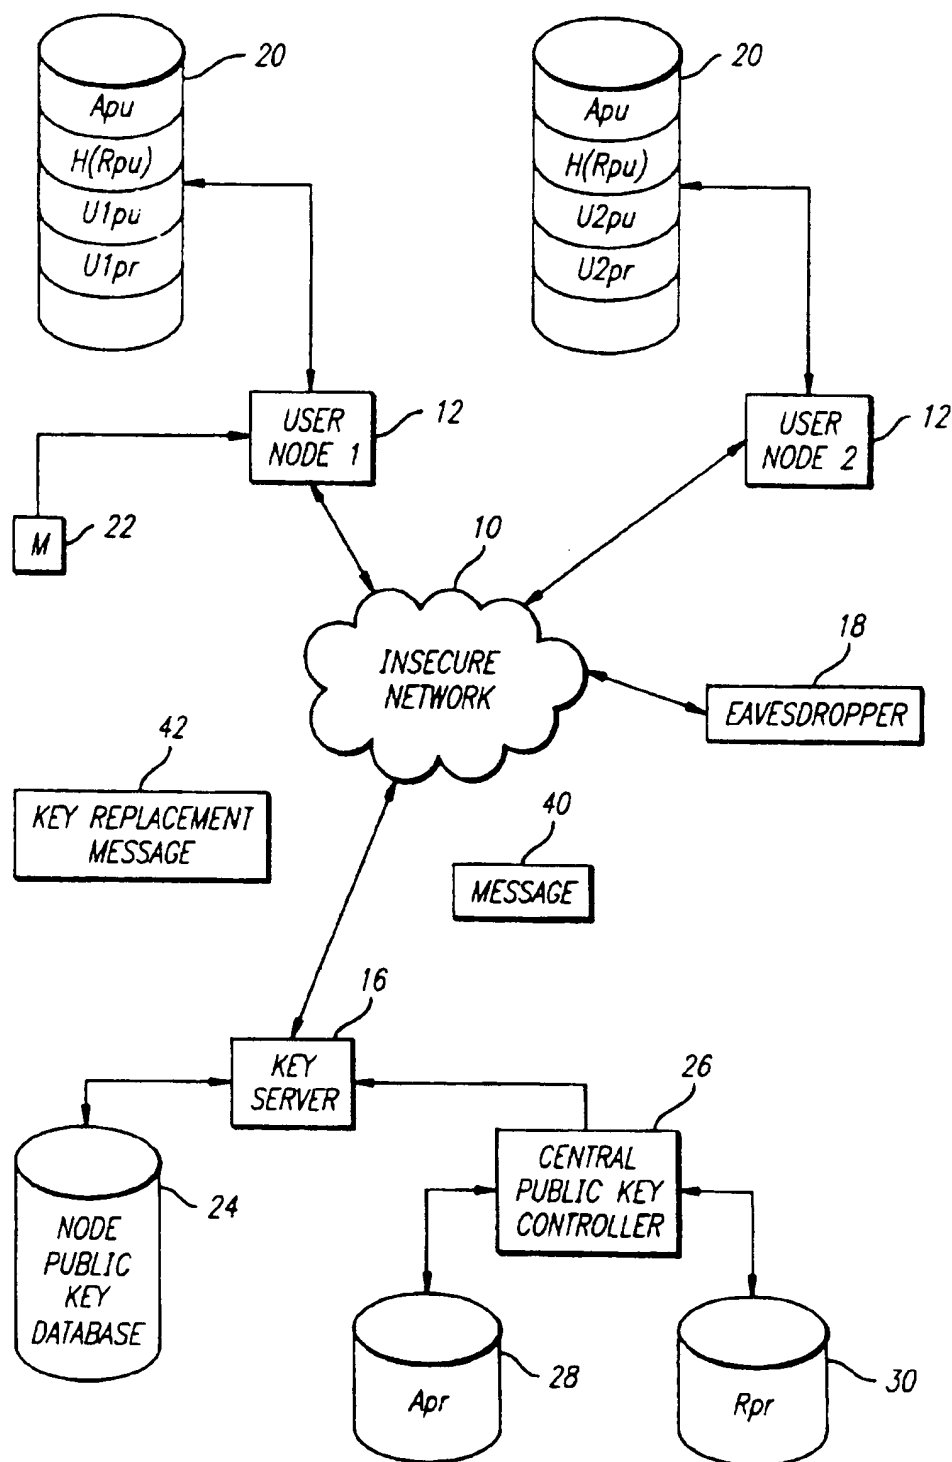 20
20
Apu
H(Rpu)
U1pu
U1pr
Apu
H(Rpu)
U2pu
U2pr
USER
NODE 1
12
USER
NODE 2
12
M
22
10
INSECURE
NETWORK
18
EAVESDROPPER
42
KEY REPLACEMENT
MESSAGE
40
MESSAGE
16
KEY
SERVER
26
CENTRAL
PUBLIC KEY
CONTROLLER
24
NODE
PUBLIC
KEY
DATABASE
Apr
28
Rpr
30